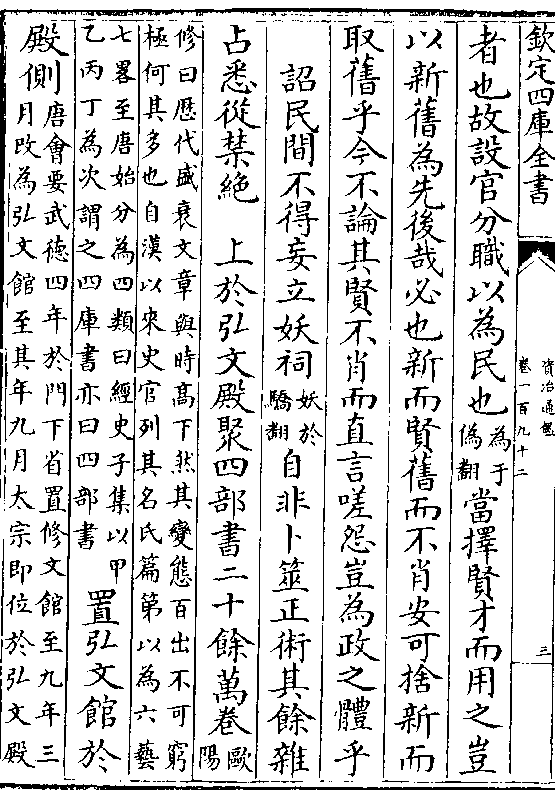 欽定四庫全書
資治通鑑
卷一百九十二
三
者也故設官分職以為民也為于
偽翻當擇賢才而用之豈
以新舊為先後哉必也新而賢舊而不肖安可捨新而
取舊乎今不論其賢不肖而直言嗟怨豈為政之體乎
詔民間不得妄立妖祠妖於
驕翻自非卜筮正術其餘雜
占悉從禁絶　上於弘文殿聚四部書二十餘萬卷歐
陽
修曰歴代盛衰文章與時髙下然其變態百出不可窮
極何其多也自漢以來史官列其名氏篇第以為六藝
七畧至唐始分為四類曰經史子集以甲
乙丙丁為次謂之四庫書亦曰四部書置弘文館於
殿側唐會要武德四年於門下省置修文館至九年三
月改為弘文館至其年九月太宗即位於弘文殿